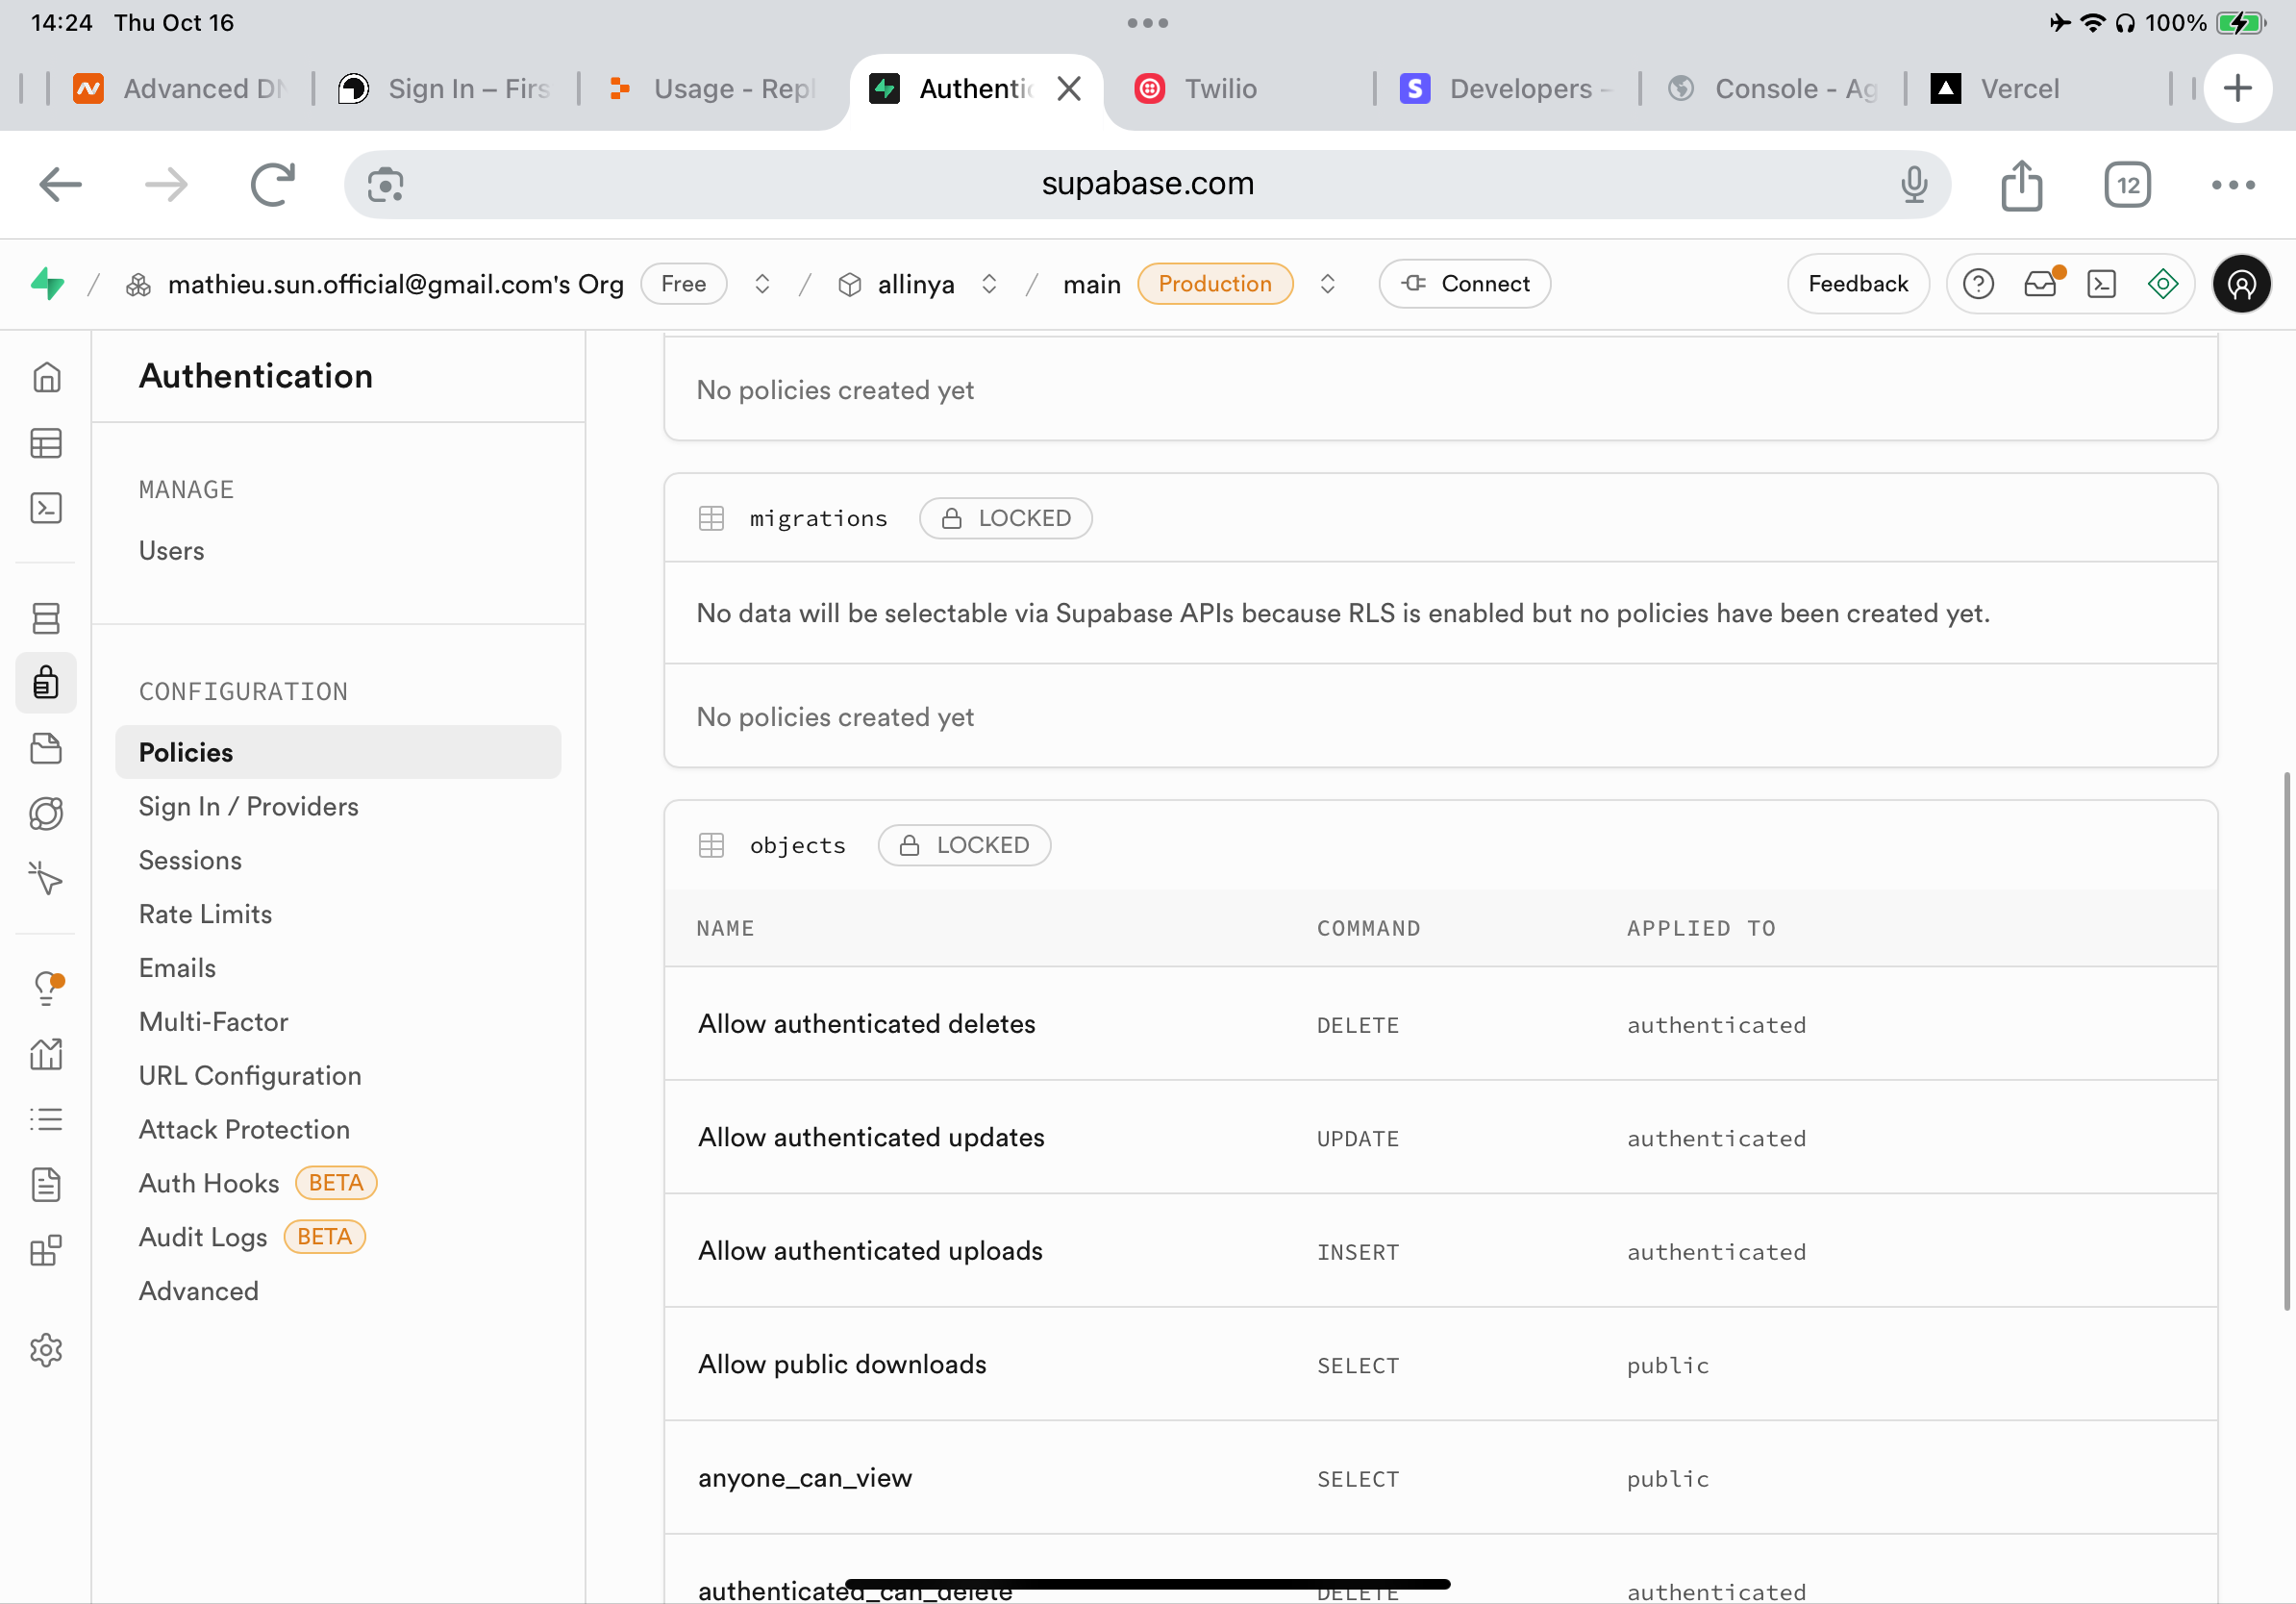 14:24 Thu Oct 16
100%
Advanced DN
Sign In – Firs
Usage - Repl
Authentic
Twilio
Developers -
Console - Ag
Vercel
supabase.com
12
mathieu.sun.official@gmail.com's Org Free / allinya / main Production Connect
Feedback
Authentication
MANAGE
Users
CONFIGURATION
Policies
Sign In / Providers
Sessions
Rate Limits
Emails
Multi-Factor
URL Configuration
Attack Protection
Auth Hooks BETA
Audit Logs BETA
Advanced
No policies created yet
migrations LOCKED
No data will be selectable via Supabase APIs because RLS is enabled but no policies have been created yet.
No policies created yet
objects LOCKED
NAME COMMAND APPLIED TO
Allow authenticated deletes DELETE authenticated
Allow authenticated updates UPDATE authenticated
Allow authenticated uploads INSERT authenticated
Allow public downloads SELECT public
anyone_can_view SELECT public
authenticated_can_delete DELETE authenticated